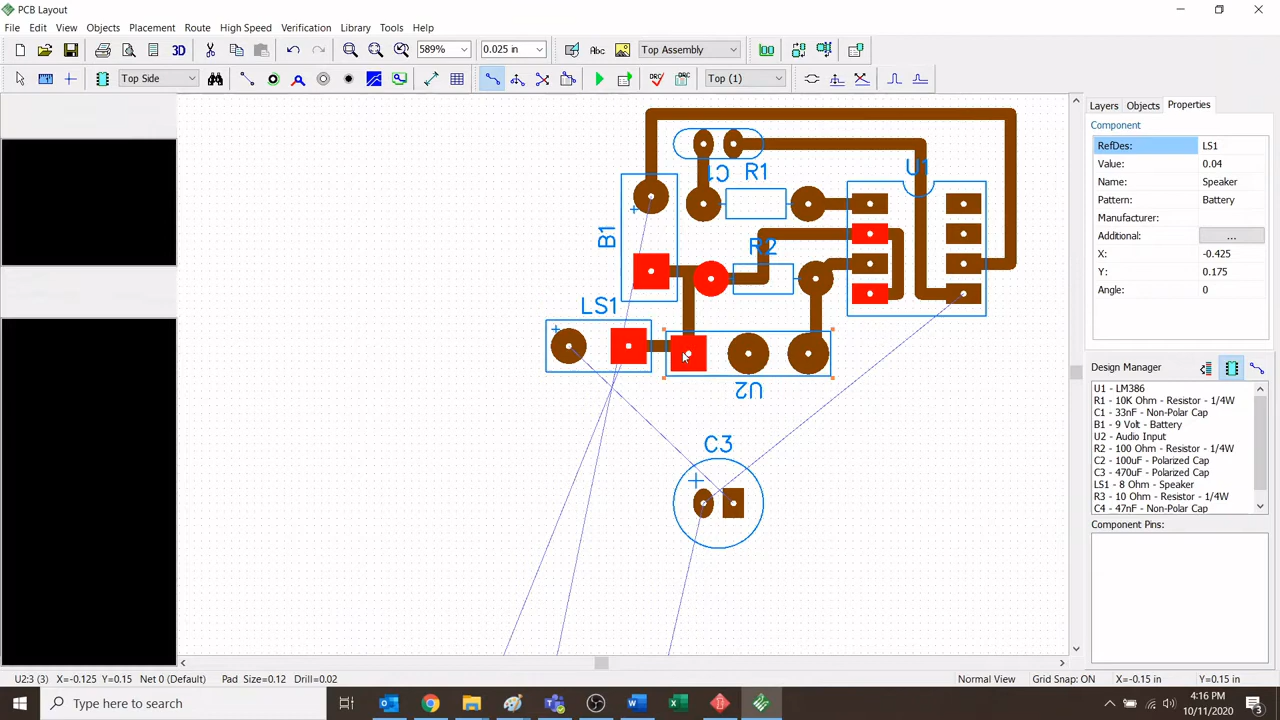 PCB Layout
File Edit View Objects Placement Route High Speed Verification Library Tools Help
3D 589% 0.025 in Abc Top Assembly
Top Side DRC Top (1)
Layers Objects Properties
Component
RefDes: LS1
Value: 0.04
Name: Speaker
Pattern: Battery
Manufacturer:
Additional: ...
X: -0.425
Y: 0.175
Angle: 0
Design Manager
U1 - LM386
R1 - 10K Ohm - Resistor - 1/4W
C1 - 33nF - Non-Polar Cap
B1 - 9 Volt - Battery
U2 - Audio Input
R2 - 100 Ohm - Resistor - 1/4W
C2 - 100uF - Polarized Cap
C3 - 470uF - Polarized Cap
LS1 - 8 Ohm - Speaker
R3 - 10 Ohm - Resistor - 1/4W
C4 - 47nF - Non-Polar Cap
Component Pins:
C1 R1 U1
B1 + R2
LS1
+
U2
C3
+
U2:3 (3) X=-0.125 Y=0.15 Net 0 (Default) Pad Size=0.12 Drill=0.02 Normal View Grid Snap: ON X=-0.15 in Y=0.15 in
Type here to search
4:16 PM
10/11/2020
3